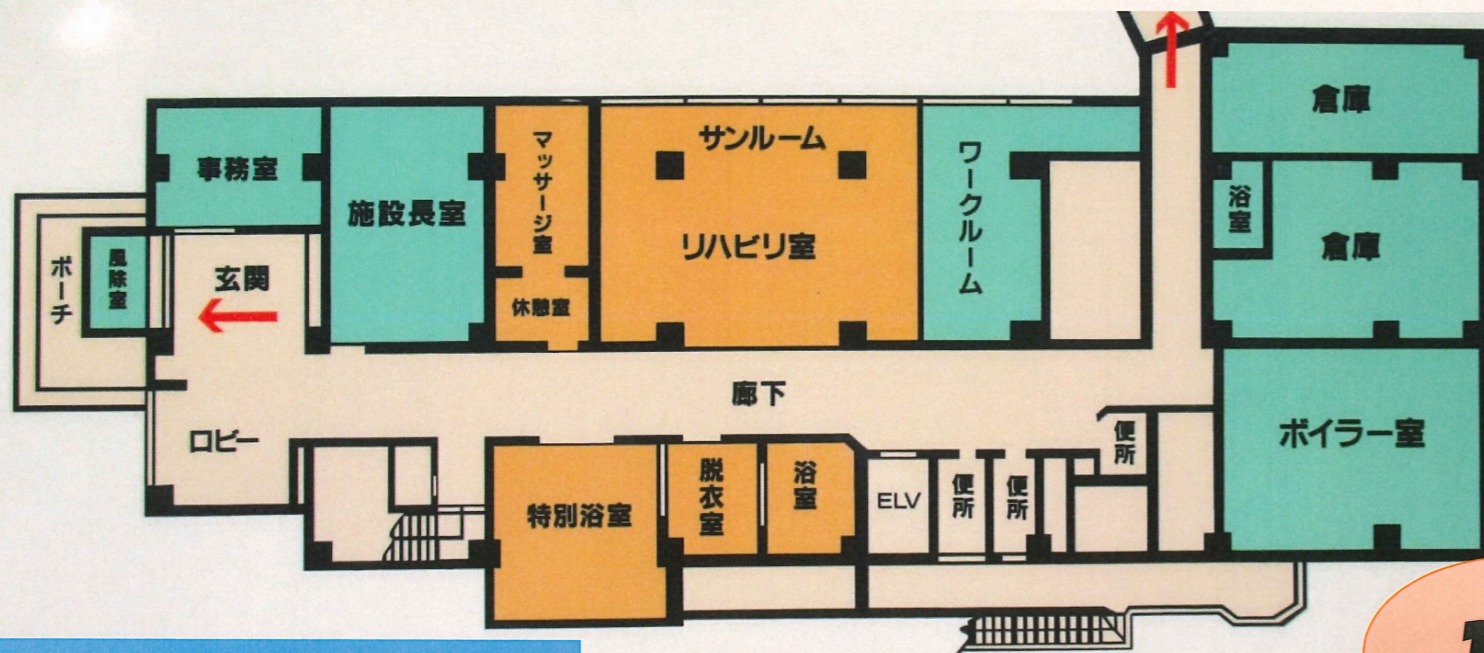 倉庫
サンルーム
マッサージ室
ワークルーム
事務室
浴室
施設長室
リハビリ室
倉庫
風除室
ポーチ
玄関
休憩室
廊下
ロビー
便所
ボイラー室
脱衣室
浴室
特別浴室
ELV
便所
便所